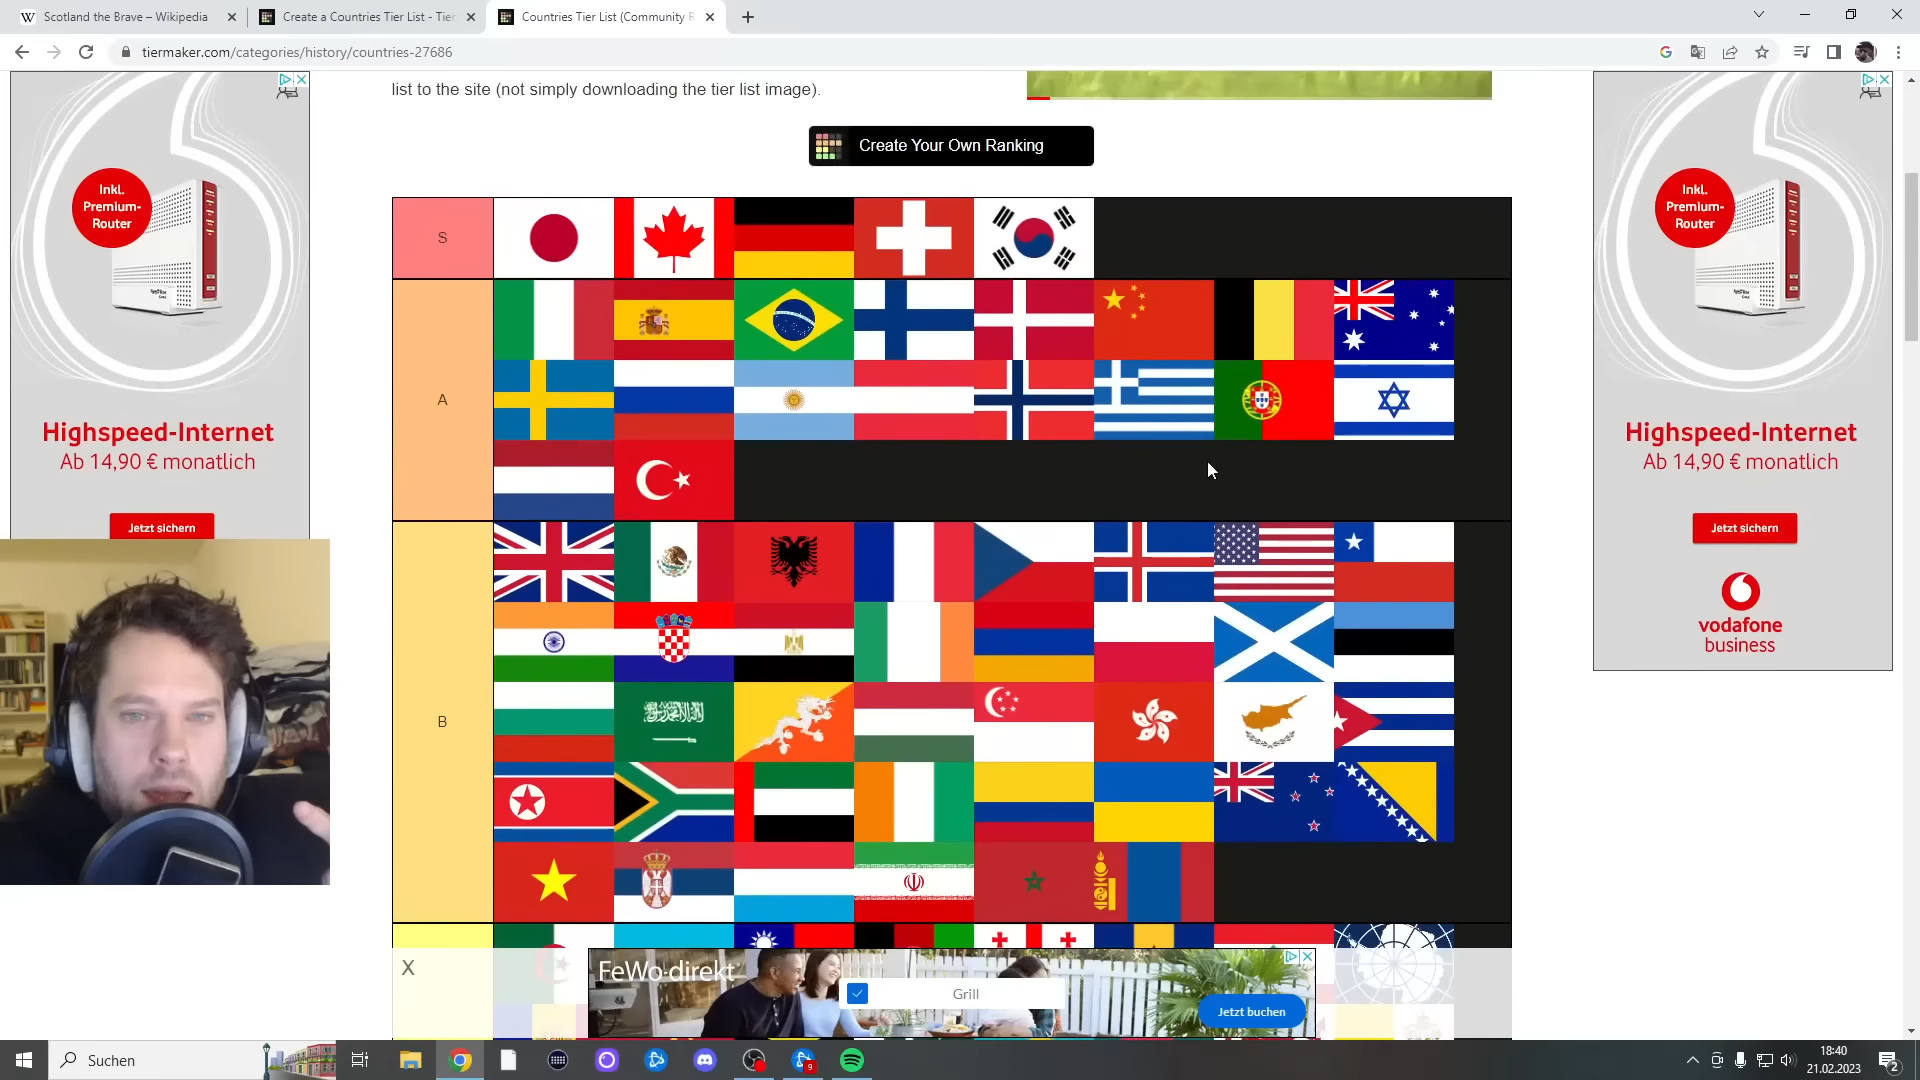 Scotland the Brave – Wikipedia
Create a Countries Tier List - Tier
Countries Tier List (Community R
tiermaker.com/categories/history/countries-27686
list to the site (not simply downloading the tier list image).
Create Your Own Ranking
Inkl.
Premium-
Router
Highspeed-Internet
Ab 14,90 € monatlich
Jetzt sichern
S
A
B
Inkl.
Premium-
Router
Highspeed-Internet
Ab 14,90 € monatlich
Jetzt sichern
vodafone
business
X
FeWo-direkt
Grill
Jetzt buchen
Suchen
9
18:40
21.02.2023
2